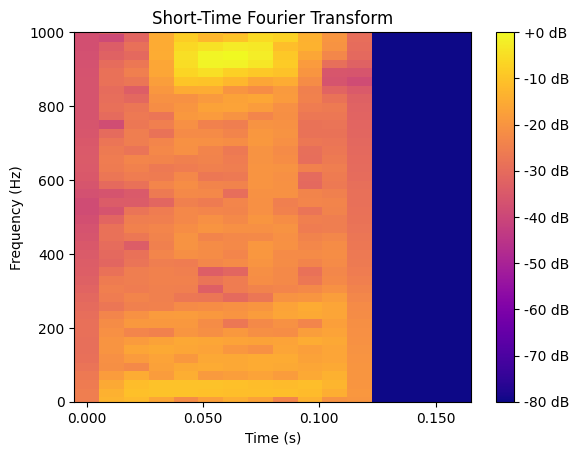 Short-Time Fourier Transform
Frequency (Hz)
1000
800
600
400
200
0
0.000
0.050
0.100
0.150
Time (s)
+0 dB
-10 dB
-20 dB
-30 dB
-40 dB
-50 dB
-60 dB
-70 dB
-80 dB